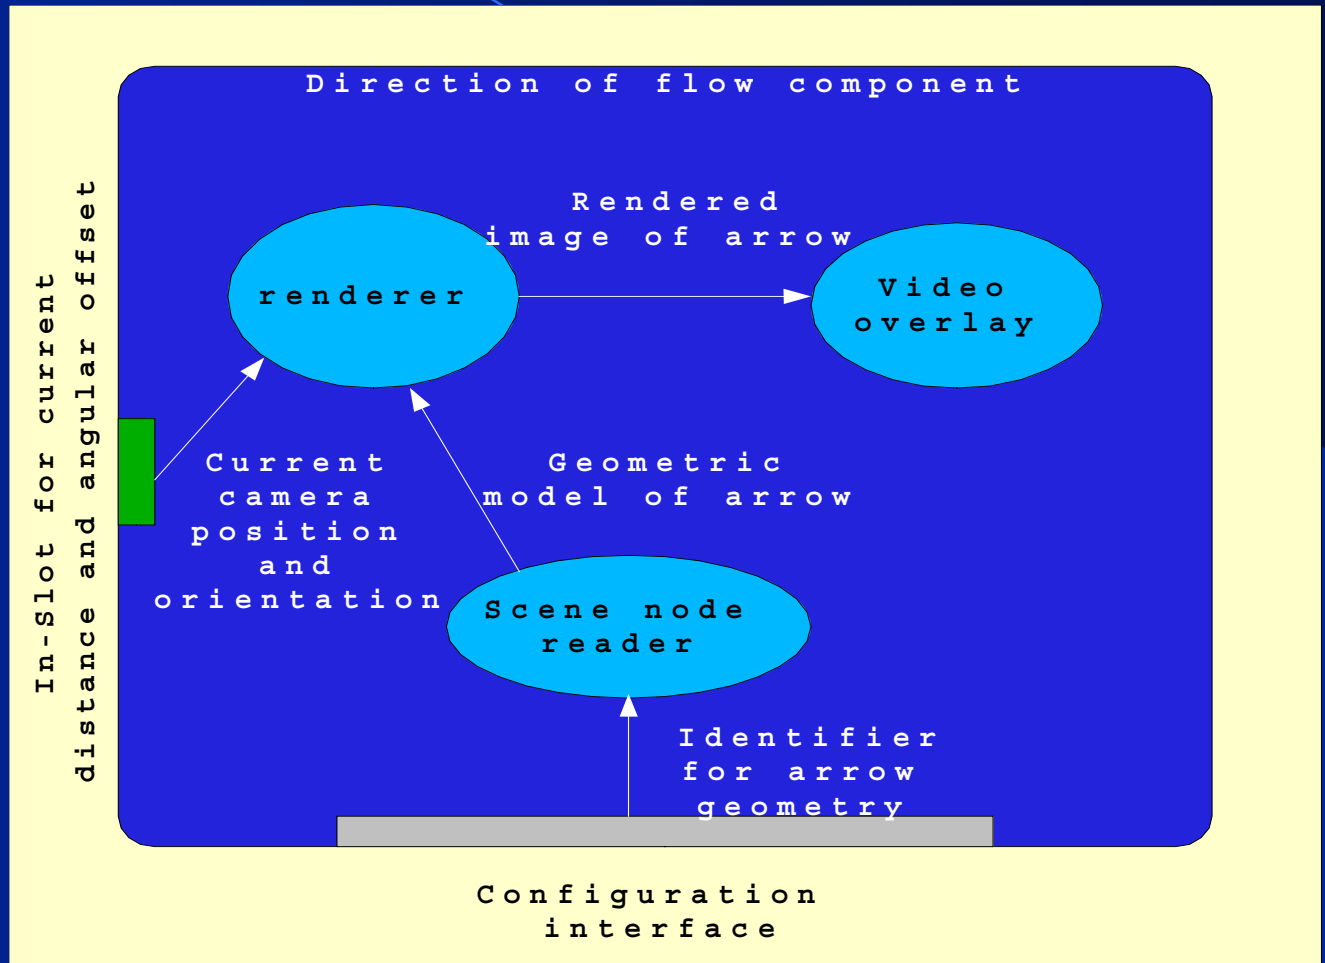 Direction of flow component
In-Slot for current
distance and angular offset
Rendered
image of arrow
renderer
Video
overlay
Current
camera
position
and
orientation
Geometric
model of arrow
Scene node
reader
Identifier
for arrow
geometry
Configuration
interface